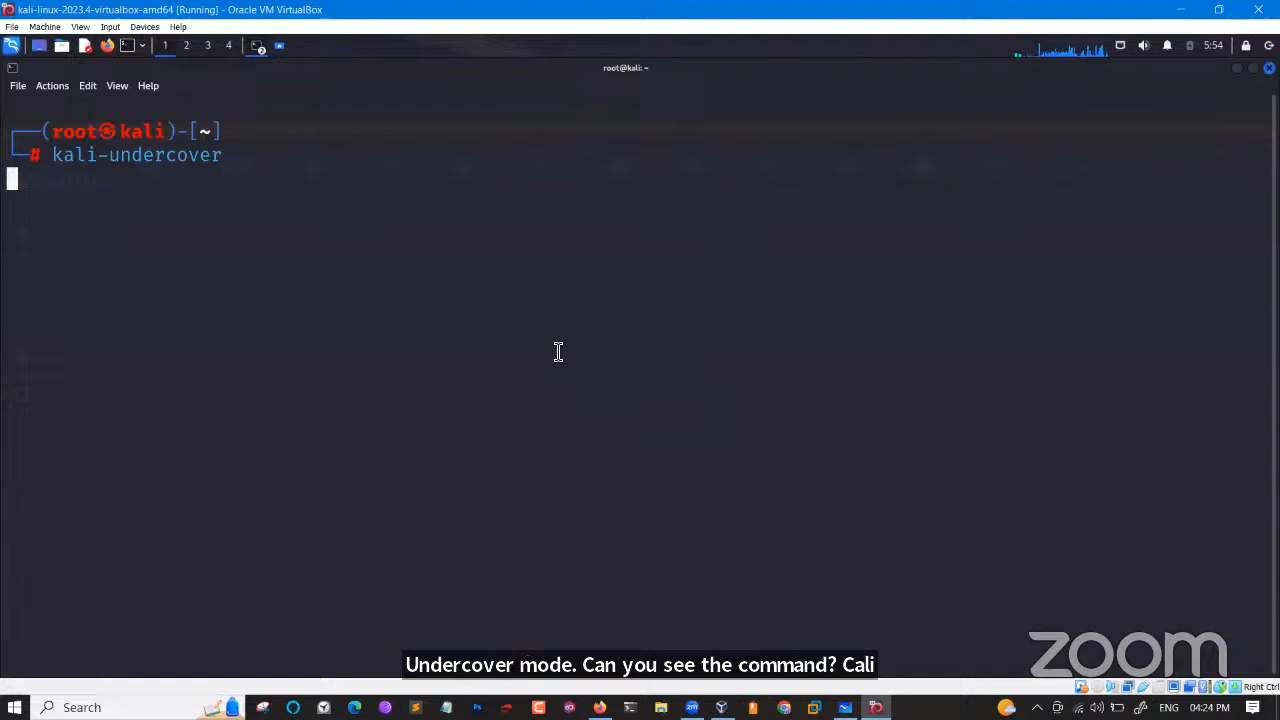 kali-linux-2023.4-virtualbox-amd64 [Running] - Oracle VM VirtualBox
File Machine View Input Devices Help
1 2 3 4 5:54
root@kali: ~
File Actions Edit View Help
(root㉿kali)-[~]
# kali-undercover
Undercover mode. Can you see the command? Cali
zoom
Right Ctrl
Search ENG 04:24 PM